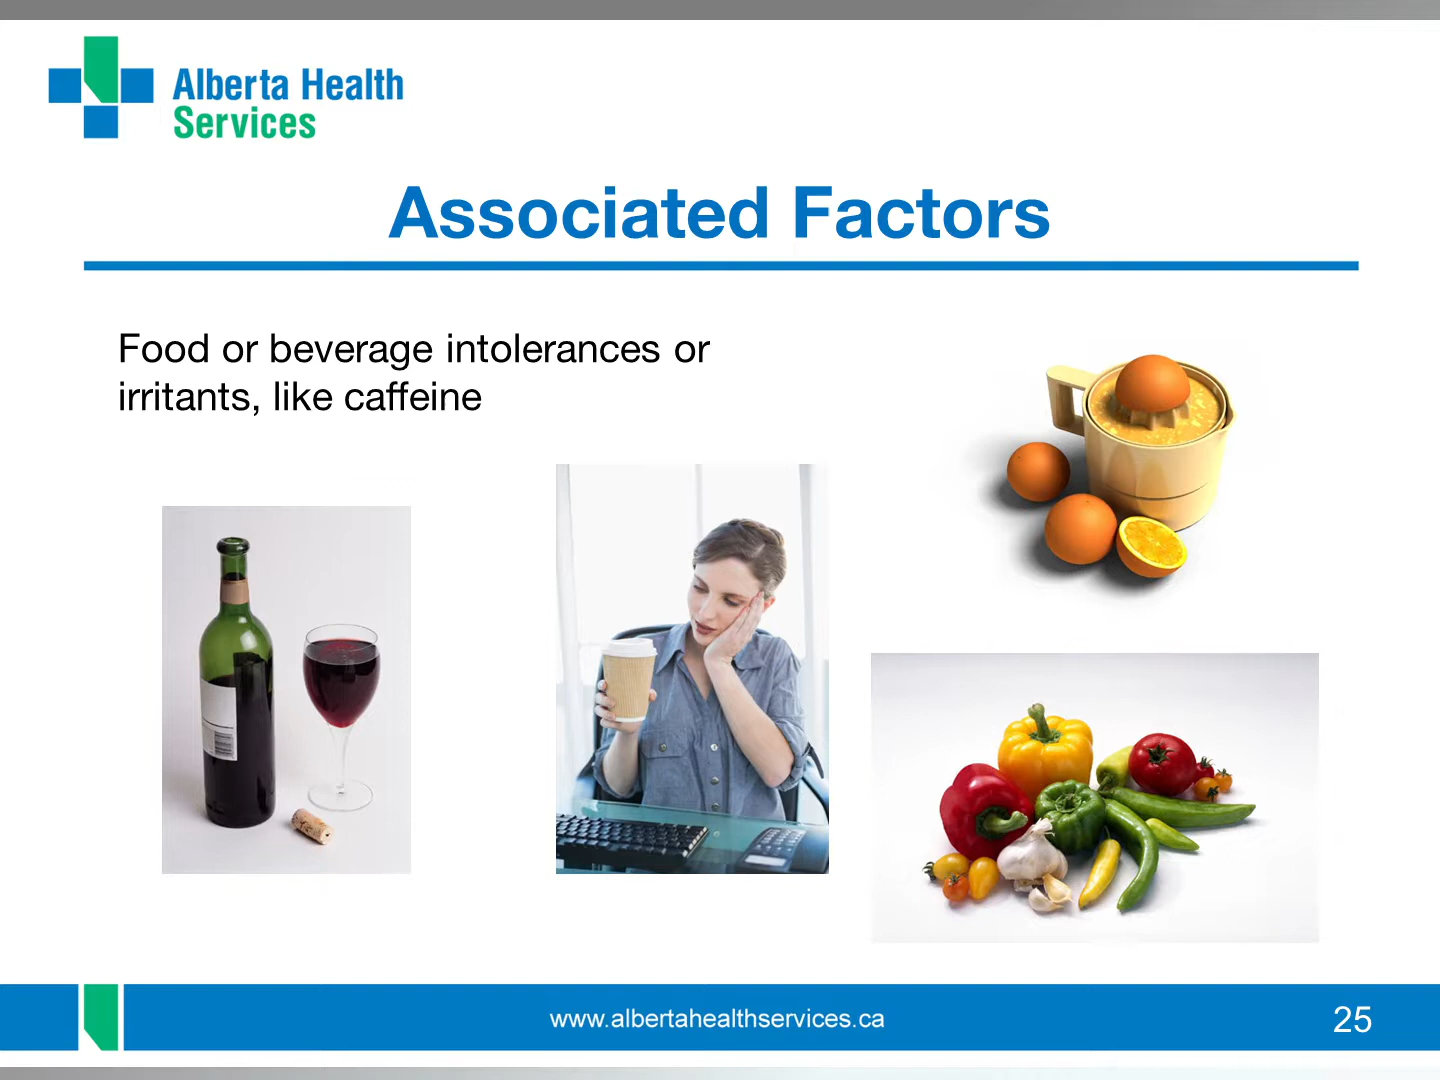 Alberta Health
Services
Associated Factors
Food or beverage intolerances or
irritants, like caffeine
www.albertahealthservices.ca
25